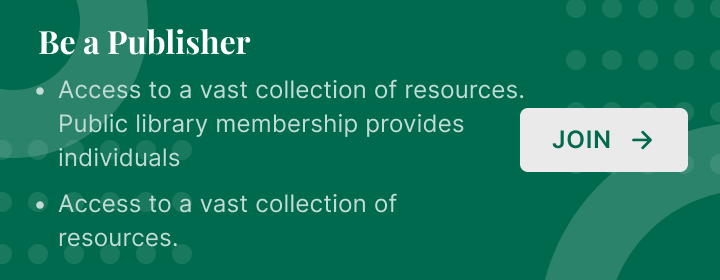 Be a Publisher
• Access to a vast collection of resources.
Public library membership provides
individuals
JOIN →
• Access to a vast collection of
resources.